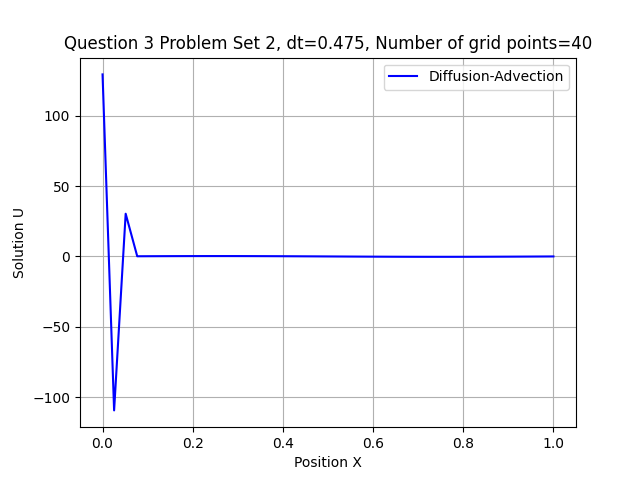 Question 3 Problem Set 2, dt=0.475, Number of grid points=40
Diffusion-Advection
Solution U
100
50
0
−50
−100
0.0 0.2 0.4 0.6 0.8 1.0
Position X